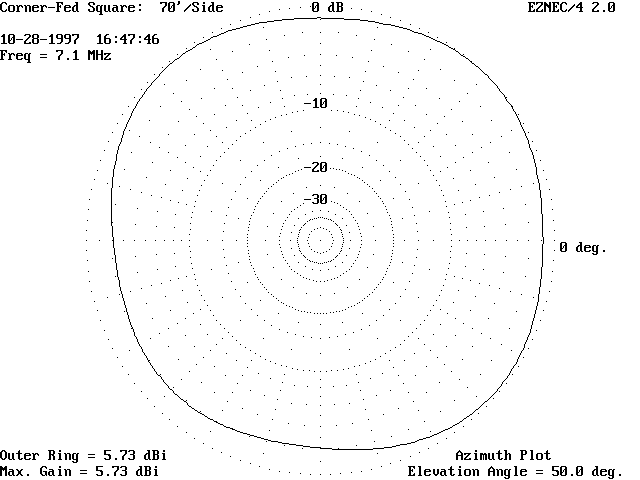 Corner-Fed Square:  70'/Side
0 dB
EZNEC/4 2.0
10-28-1997  16:47:46
Freq = 7.1 MHz
-10
-20
-30
0 deg.
Outer Ring = 5.73 dBi
Max. Gain = 5.73 dBi
Azimuth Plot
Elevation Angle = 50.0 deg.